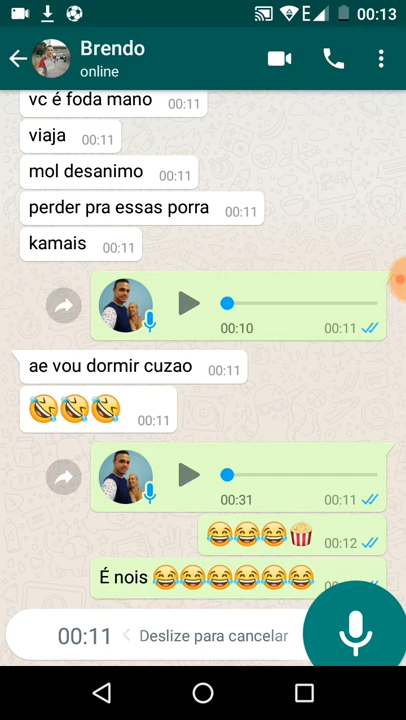 E 00:13
Brendo
online
vc é foda mano 00:11
viaja 00:11
mol desanimo 00:11
perder pra essas porra 00:11
kamais 00:11
00:10 00:11
ae vou dormir cuzao 00:11
🤣🤣🤣 00:11
00:31 00:11
😂😂😂🍿 00:12
É nois 😂😂😂😂😂😂
00:11 < Deslize para cancelar